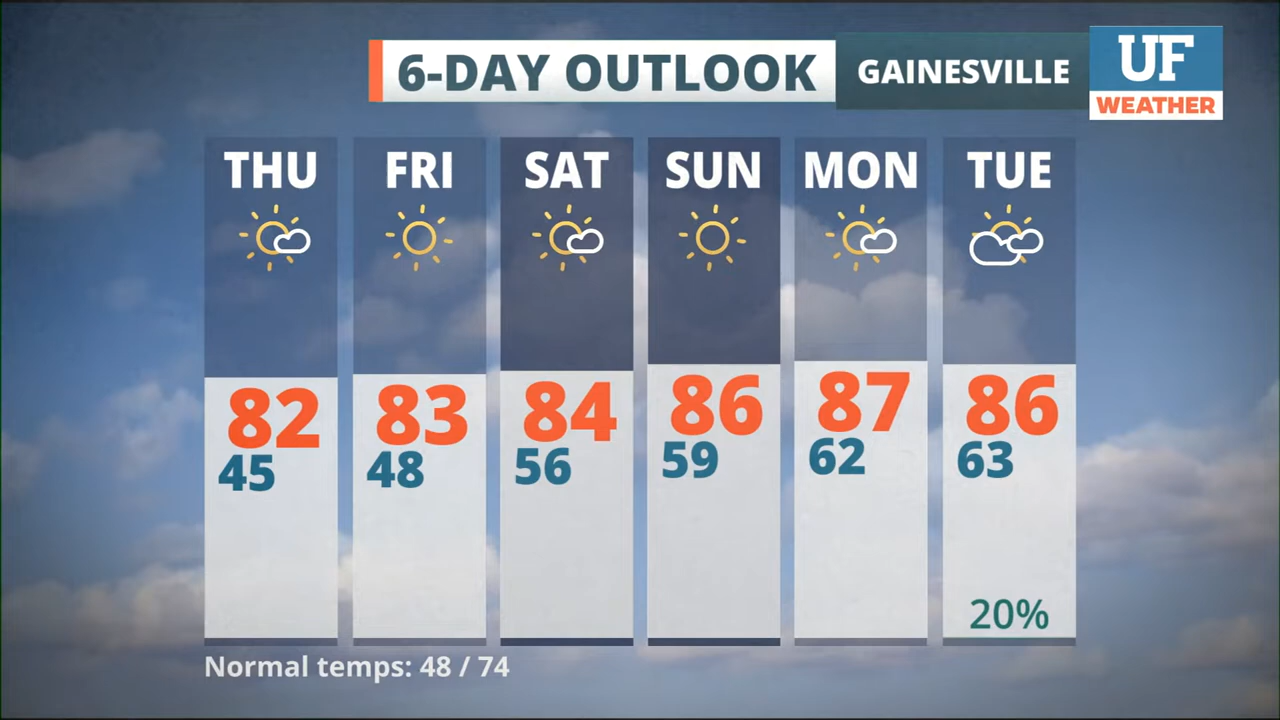 6-DAY OUTLOOK
GAINESVILLE
UF
WEATHER
THU FRI SAT SUN MON TUE
82 83 84 86 87 86
45 48 56 59 62 63
20%
Normal temps: 48 / 74